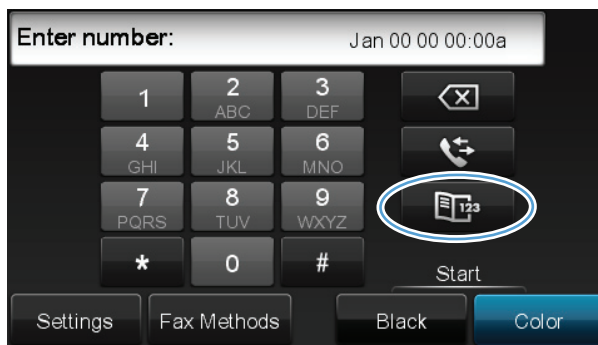 Enter number: Jan 00 00 00:00a
1 2 3
ABC DEF
4 5 6
GHI JKL MNO
7 8 9 123
PQRS TUV WXYZ
* 0 #
Start
Settings Fax Methods Black Color